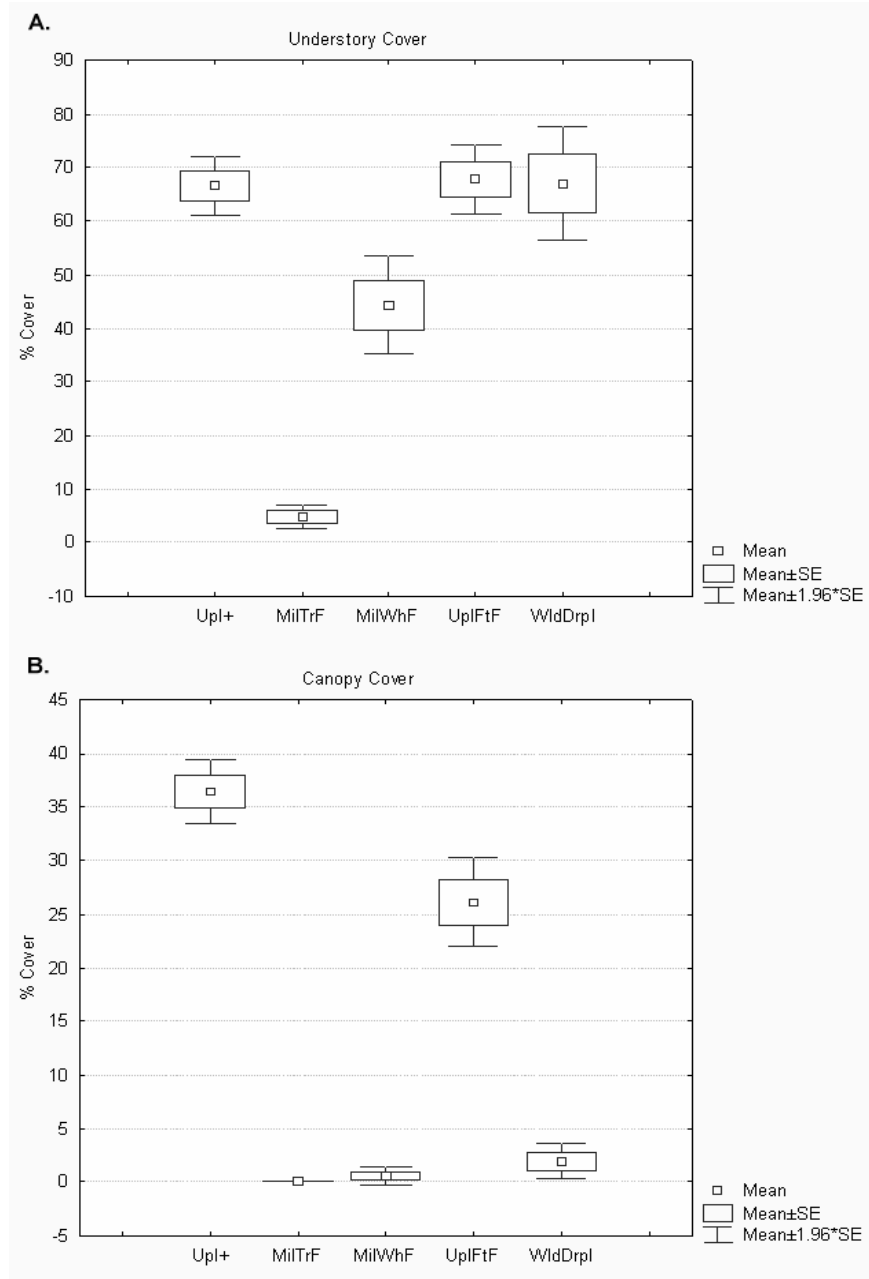 A.
Understory Cover
90
80
70
60
50
40
30
20
10
0
-10
% Cover
Upl+ MilTrF MilWhF UplFtF WldDrpl
Mean
Mean±SE
Mean±1.96*SE
B.
Canopy Cover
45
40
35
30
25
20
15
10
5
0
-5
% Cover
Upl+ MilTrF MilWhF UplFtF WldDrpl
Mean
Mean±SE
Mean±1.96*SE